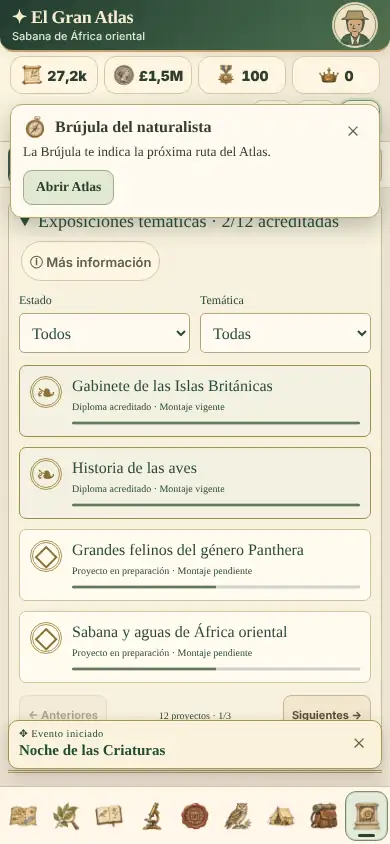 ✦ El Gran Atlas
Sabana de África oriental
27,2k
£1,5M
100
0
Brújula del naturalista
La Brújula te indica la próxima ruta del Atlas.
Abrir Atlas
▼ Exposiciones temáticas · 2/12 acreditadas
ⓘ Más información
Estado
Temática
Todos
Todas
Gabinete de las Islas Británicas
Diploma acreditado · Montaje vigente
Historia de las aves
Diploma acreditado · Montaje vigente
Grandes felinos del género Panthera
Proyecto en preparación · Montaje pendiente
Sabana y aguas de África oriental
Proyecto en preparación · Montaje pendiente
← Anteriores
12 proyectos · 1/3
Siguientes →
✥ Evento iniciado
Noche de las Criaturas